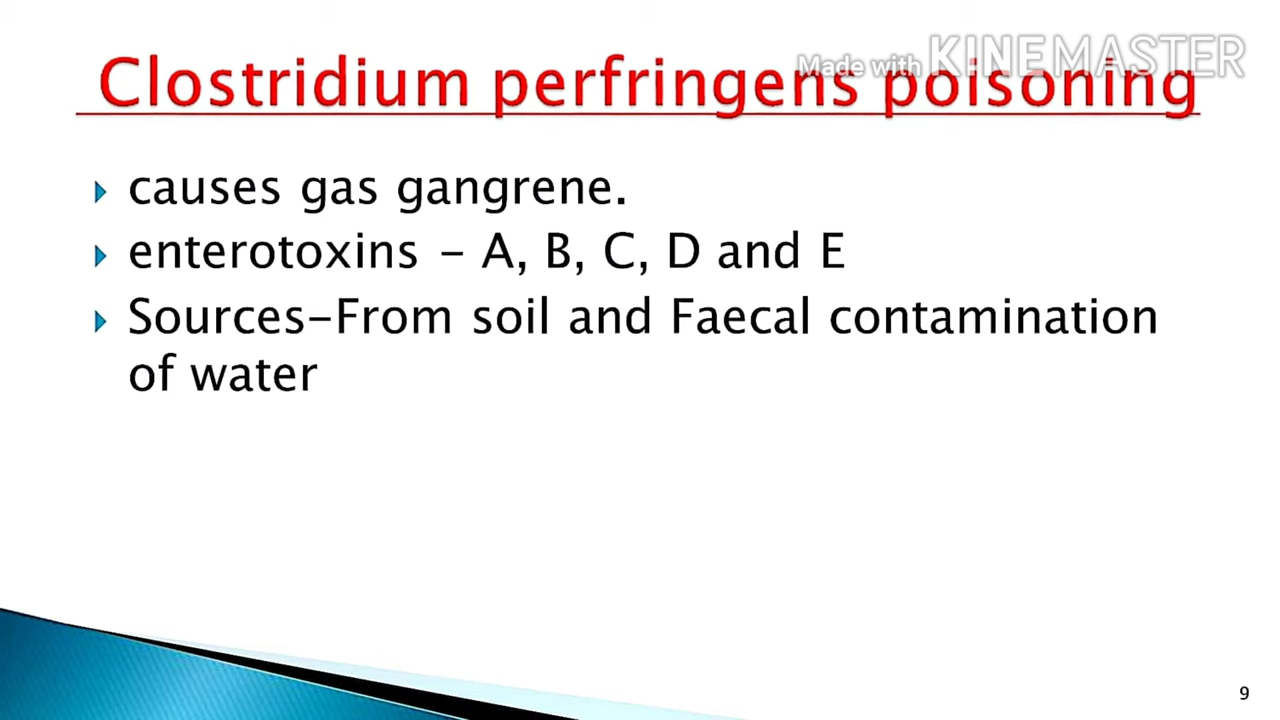 Made with KINEMASTER
Clostridium perfringens poisoning
causes gas gangrene.
enterotoxins - A, B, C, D and E
Sources-From soil and Faecal contamination
of water
9